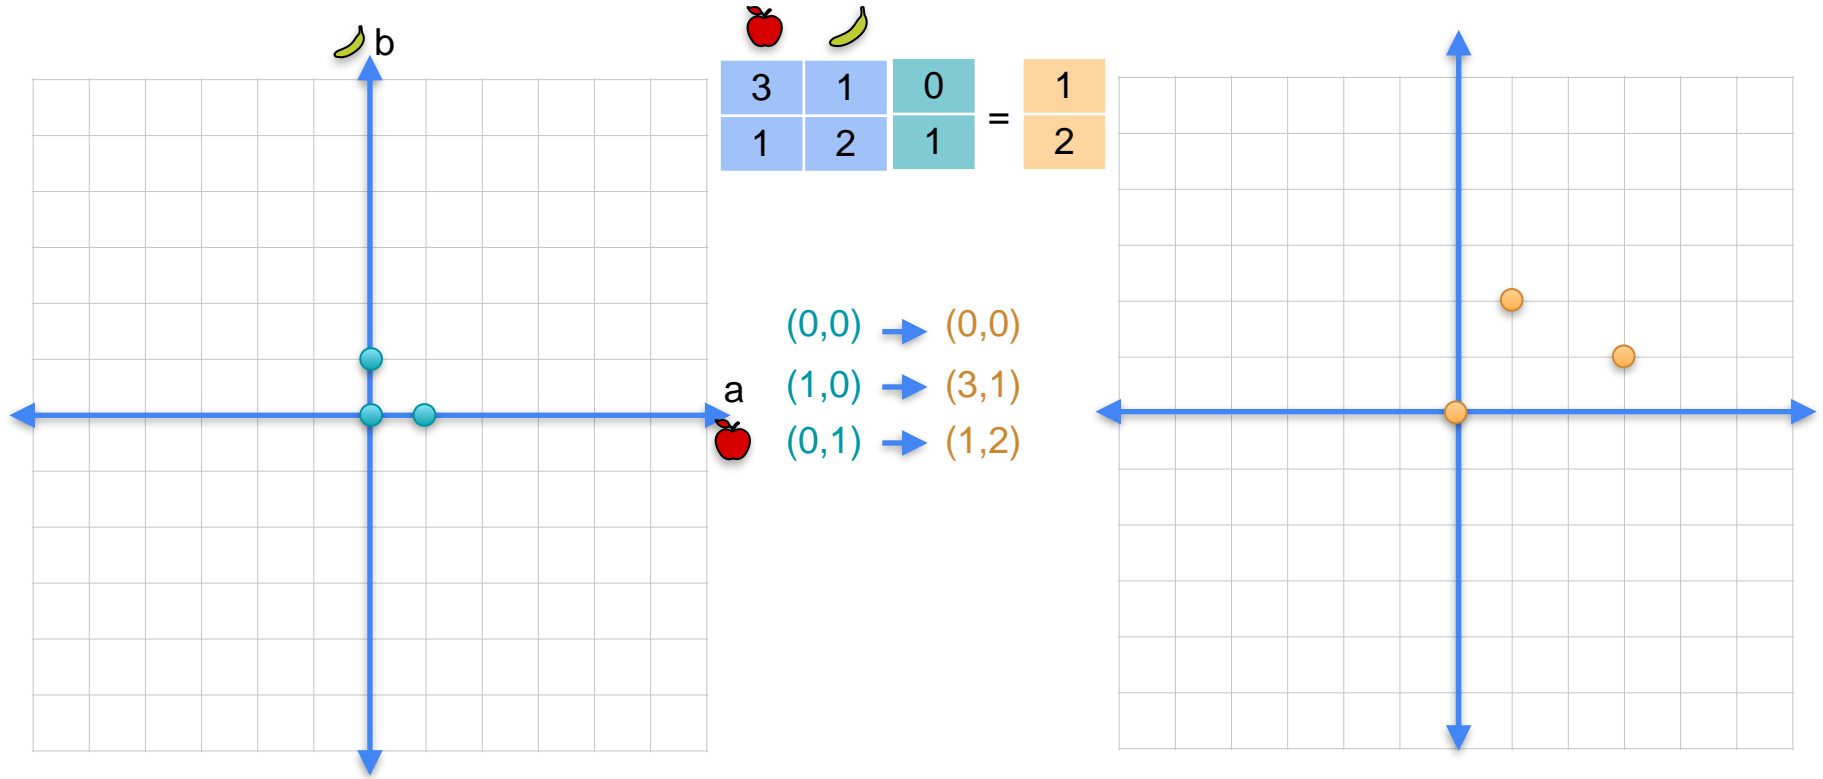 b
3 1 0 = 1
1 2 1 2
(0,0) (0,0)
(1,0) (3,1)
a
(0,1) (1,2)